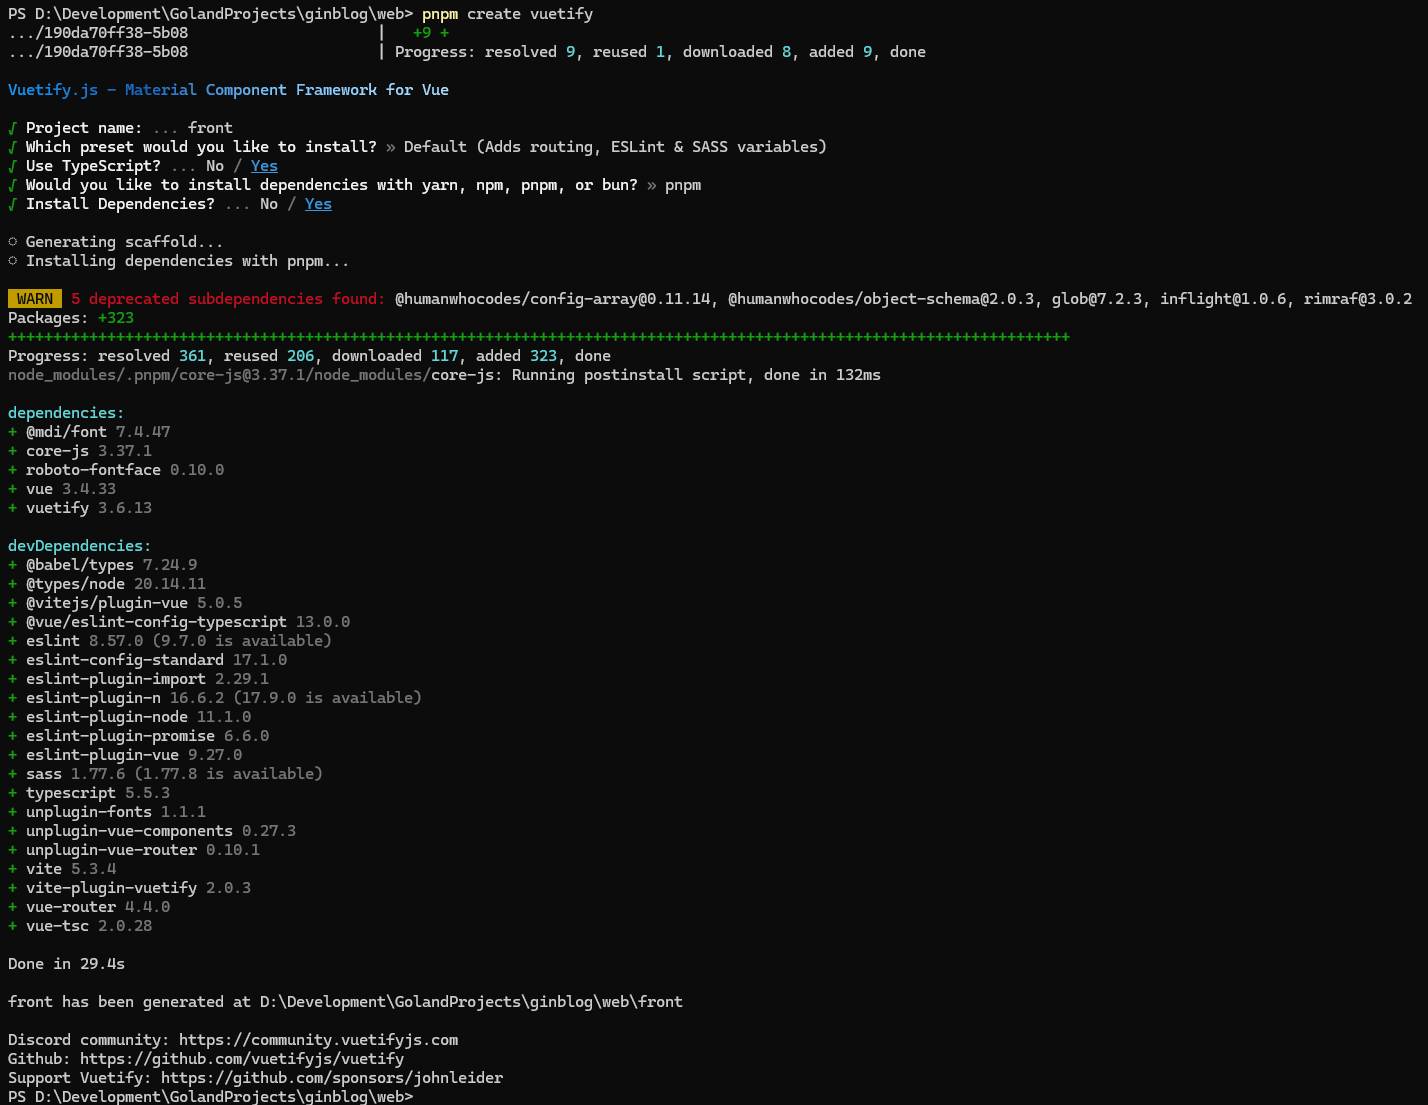 PS D:\Development\GolandProjects\ginblog\web> pnpm create vuetify
.../190da70ff38-5b08                     |   +9 +
.../190da70ff38-5b08                     | Progress: resolved 9, reused 1, downloaded 8, added 9, done
Vuetify.js - Material Component Framework for Vue
√ Project name: ... front
√ Which preset would you like to install? » Default (Adds routing, ESLint & SASS variables)
√ Use TypeScript? ... No / Yes
√ Would you like to install dependencies with yarn, npm, pnpm, or bun? » pnpm
√ Install Dependencies? ... No / Yes
◌ Generating scaffold...
◌ Installing dependencies with pnpm...
WARN 5 deprecated subdependencies found: @humanwhocodes/config-array@0.11.14, @humanwhocodes/object-schema@2.0.3, glob@7.2.3, inflight@1.0.6, rimraf@3.0.2
Packages: +323
++++++++++++++++++++++++++++++++++++++++++++++++++++++++++++++++++++++++++++++++++++++++++++++++++++++++++++++++++++++
Progress: resolved 361, reused 206, downloaded 117, added 323, done
node_modules/.pnpm/core-js@3.37.1/node_modules/core-js: Running postinstall script, done in 132ms
dependencies:
+ @mdi/font 7.4.47
+ core-js 3.37.1
+ roboto-fontface 0.10.0
+ vue 3.4.33
+ vuetify 3.6.13
devDependencies:
+ @babel/types 7.24.9
+ @types/node 20.14.11
+ @vitejs/plugin-vue 5.0.5
+ @vue/eslint-config-typescript 13.0.0
+ eslint 8.57.0 (9.7.0 is available)
+ eslint-config-standard 17.1.0
+ eslint-plugin-import 2.29.1
+ eslint-plugin-n 16.6.2 (17.9.0 is available)
+ eslint-plugin-node 11.1.0
+ eslint-plugin-promise 6.6.0
+ eslint-plugin-vue 9.27.0
+ sass 1.77.6 (1.77.8 is available)
+ typescript 5.5.3
+ unplugin-fonts 1.1.1
+ unplugin-vue-components 0.27.3
+ unplugin-vue-router 0.10.1
+ vite 5.3.4
+ vite-plugin-vuetify 2.0.3
+ vue-router 4.4.0
+ vue-tsc 2.0.28
Done in 29.4s
front has been generated at D:\Development\GolandProjects\ginblog\web\front
Discord community: https://community.vuetifyjs.com
Github: https://github.com/vuetifyjs/vuetify
Support Vuetify: https://github.com/sponsors/johnleider
PS D:\Development\GolandProjects\ginblog\web>